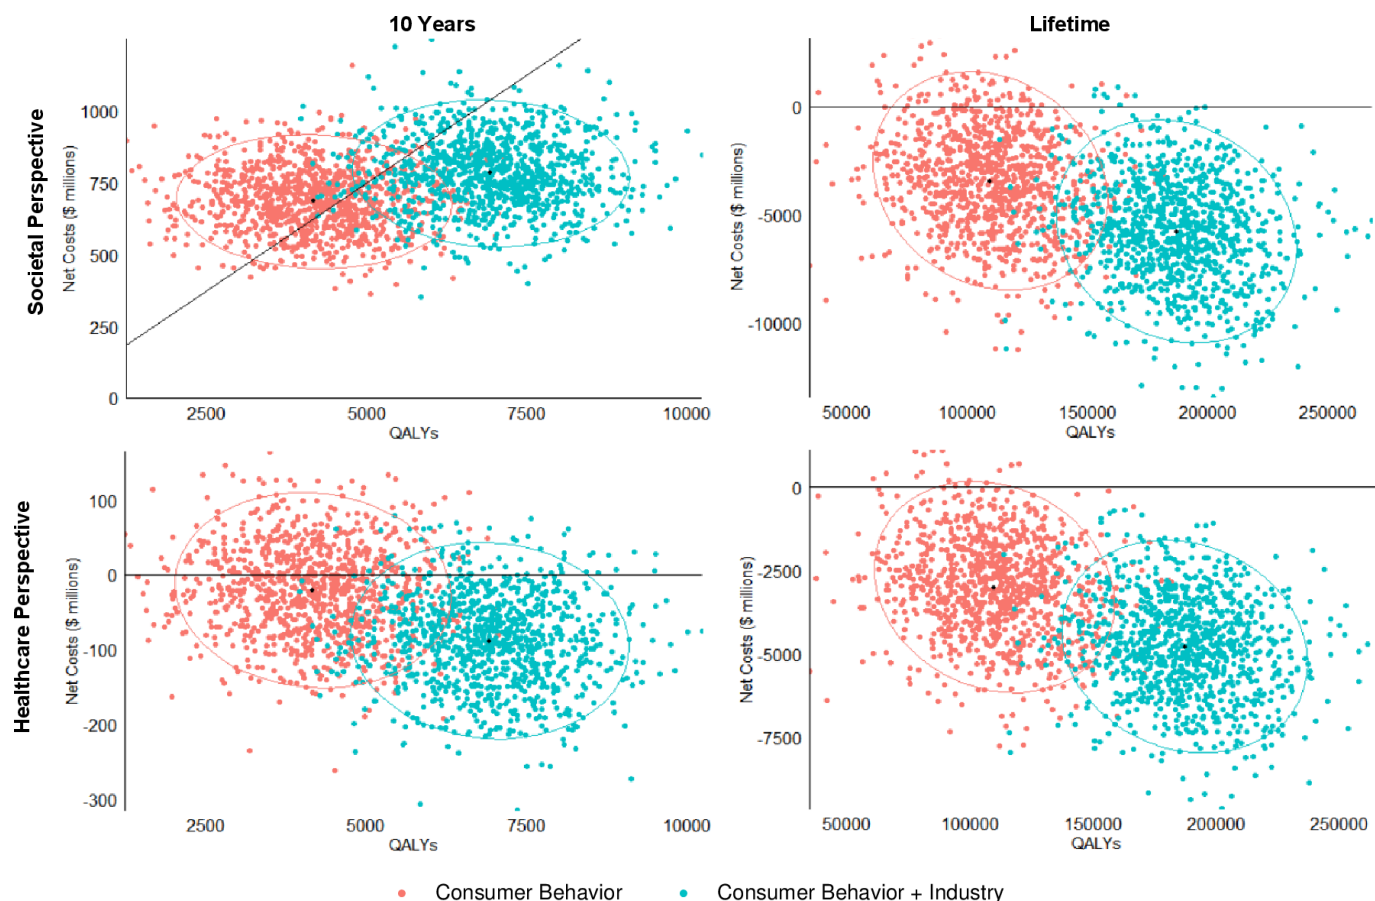 10 Years
Lifetime
Societal Perspective
Net Costs ($ millions)
1000
750
500
250
0
2500 5000 7500 10000
QALYs
Net Costs ($ millions)
0
-5000
-10000
50000 100000 150000 200000 250000
QALYs
Healthcare Perspective
Net Costs ($ millions)
100
0
-100
-200
-300
2500 5000 7500 10000
QALYs
Net Costs ($ millions)
0
-2500
-5000
-7500
50000 100000 150000 200000 250000
QALYs
Consumer Behavior Consumer Behavior + Industry